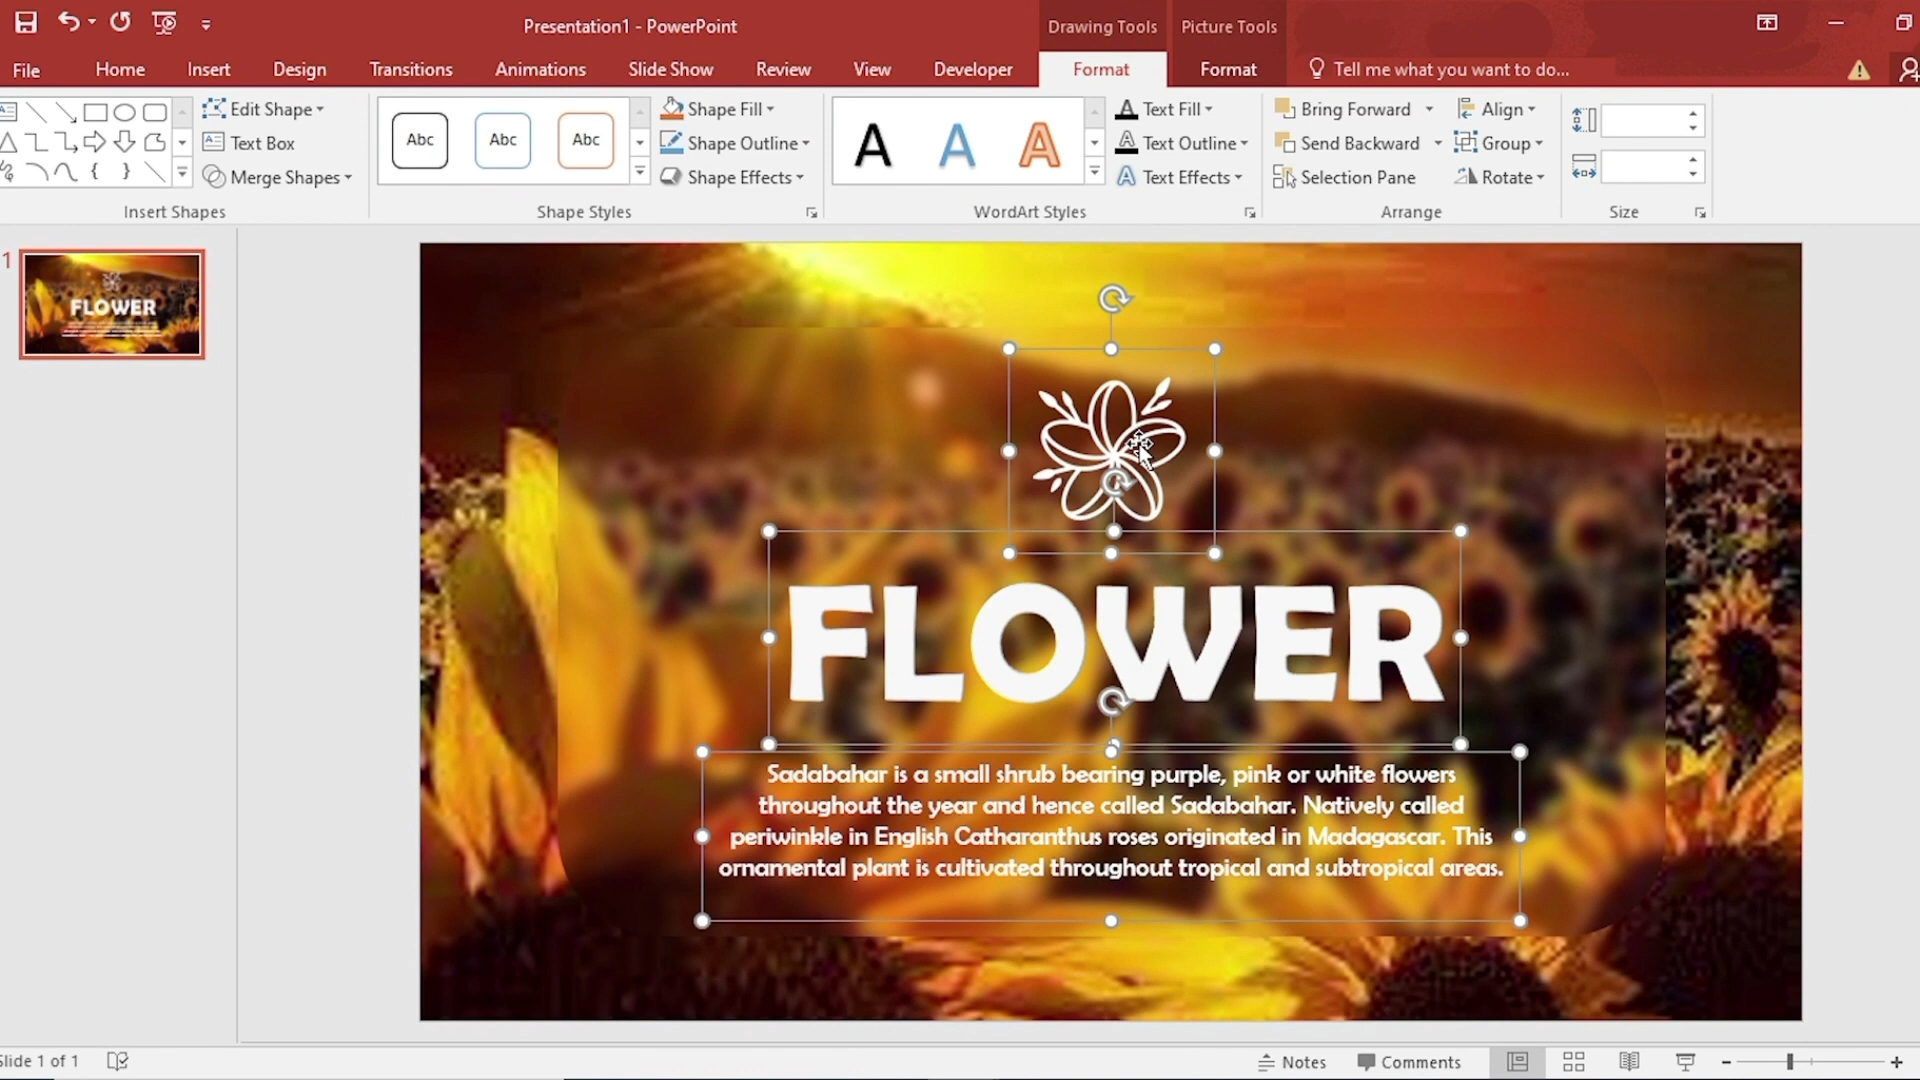 Presentation1 - PowerPoint
Drawing Tools
Picture Tools
File
Home
Insert
Design
Transitions
Animations
Slide Show
Review
View
Developer
Format
Format
Tell me what you want to do...
Edit Shape
Text Box
Merge Shapes
Insert Shapes
Abc
Abc
Abc
Shape Fill
Shape Outline
Shape Effects
Shape Styles
A
A
A
Text Fill
Text Outline
Text Effects
WordArt Styles
Bring Forward
Send Backward
Selection Pane
Align
Group
Rotate
Arrange
Size
1
FLOWER
FLOWER
Sadabahar is a small shrub bearing purple, pink or white flowers
throughout the year and hence called Sadabahar. Natively called
periwinkle in English Catharanthus roses originated in Madagascar. This
ornamental plant is cultivated throughout tropical and subtropical areas.
Slide 1 of 1
Notes
Comments